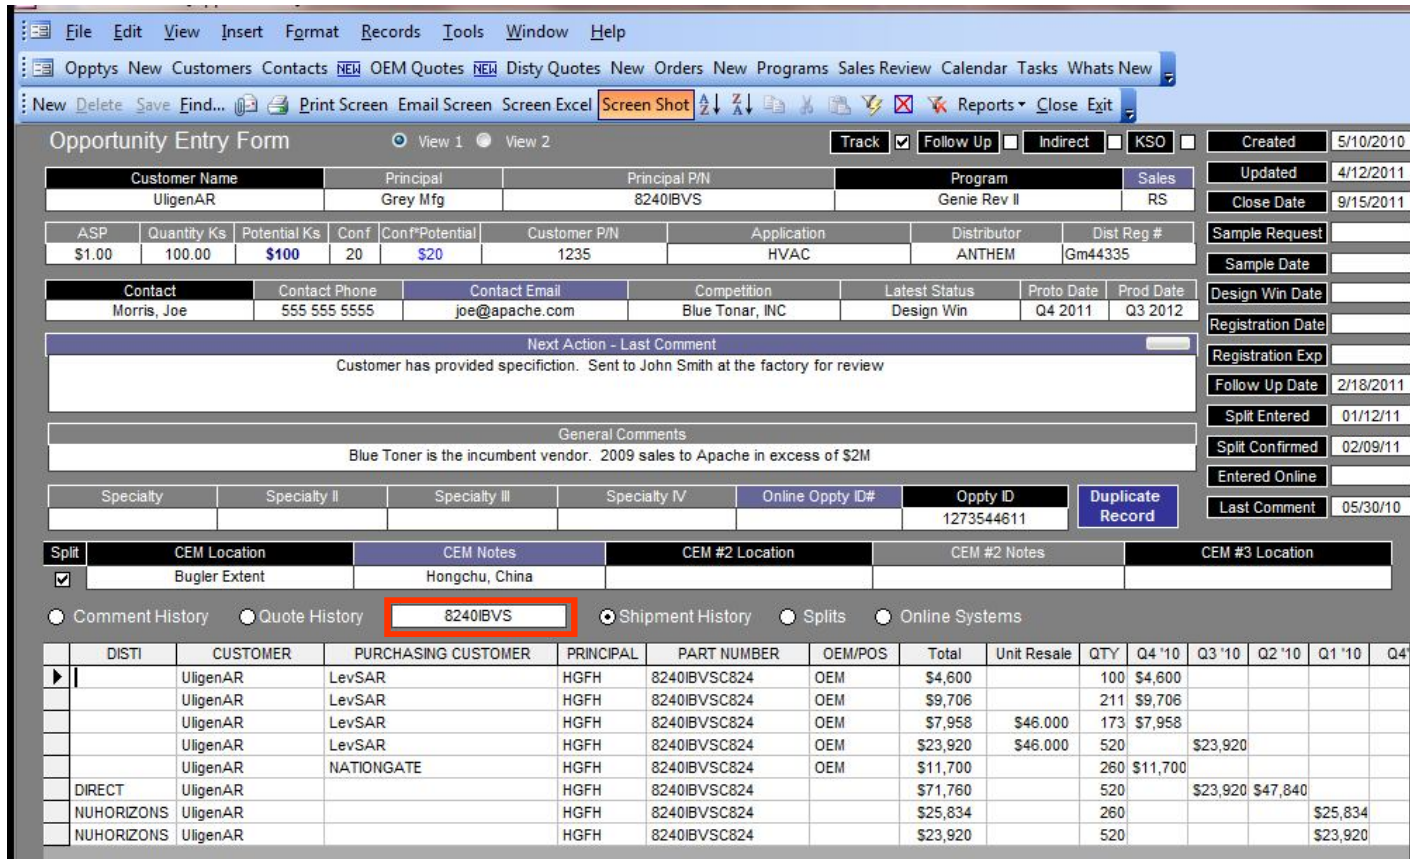 File Edit View Insert Format Records Tools Window Help
Opptys New Customers Contacts NEW OEM Quotes NEW Disty Quotes New Orders New Programs Sales Review Calendar Tasks Whats New
New Delete Save Find... Print Screen Email Screen Screen Excel Screen Shot Reports Close Exit
Opportunity Entry Form View 1 View 2 Track Follow Up Indirect KSO Created 5/10/2010
Customer Name Principal Principal P/N Program Sales Updated 4/12/2011
UligenAR Grey Mfg 8240IBVS Genie Rev II RS Close Date 9/15/2011
ASP Quantity Ks Potential Ks Conf Conf*Potential Customer P/N Application Distributor Dist Reg # Sample Request
$1.00 100.00 $100 20 $20 1235 HVAC ANTHEM Gm44335
Sample Date
Contact Contact Phone Contact Email Competition Latest Status Proto Date Prod Date Design Win Date
Morris, Joe 555 555 5555 joe@apache.com Blue Tonar, INC Design Win Q4 2011 Q3 2012
Registration Date
Next Action - Last Comment
Registration Exp
Customer has provided specifiction. Sent to John Smith at the factory for review
Follow Up Date 2/18/2011
Split Entered 01/12/11
General Comments
Split Confirmed 02/09/11
Blue Toner is the incumbent vendor. 2009 sales to Apache in excess of $2M
Entered Online
Specialty Specialty II Specialty III Specialty IV Online Oppty ID# Oppty ID Duplicate Record
Last Comment 05/30/10
1273544611
Split CEM Location CEM Notes CEM #2 Location CEM #2 Notes CEM #3 Location
Bugler Extent Hongchu, China
Comment History Quote History 8240IBVS Shipment History Splits Online Systems
DISTI CUSTOMER PURCHASING CUSTOMER PRINCIPAL PART NUMBER OEM/POS Total Unit Resale QTY Q4 '10 Q3 '10 Q2 '10 Q1 '10 Q4'
UligenAR LevSAR HGFH 8240IBVSC824 OEM $4,600 100 $4,600
UligenAR LevSAR HGFH 8240IBVSC824 OEM $9,706 211 $9,706
UligenAR LevSAR HGFH 8240IBVSC824 OEM $7,958 $46.000 173 $7,958
UligenAR LevSAR HGFH 8240IBVSC824 OEM $23,920 $46.000 520 $23,920
UligenAR NATIONGATE HGFH 8240IBVSC824 OEM $11,700 260 $11,700
DIRECT UligenAR HGFH 8240IBVSC824 $71,760 520 $23,920 $47,840
NUHORIZONS UligenAR HGFH 8240IBVSC824 $25,834 260 $25,834
NUHORIZONS UligenAR HGFH 8240IBVSC824 $23,920 520 $23,920